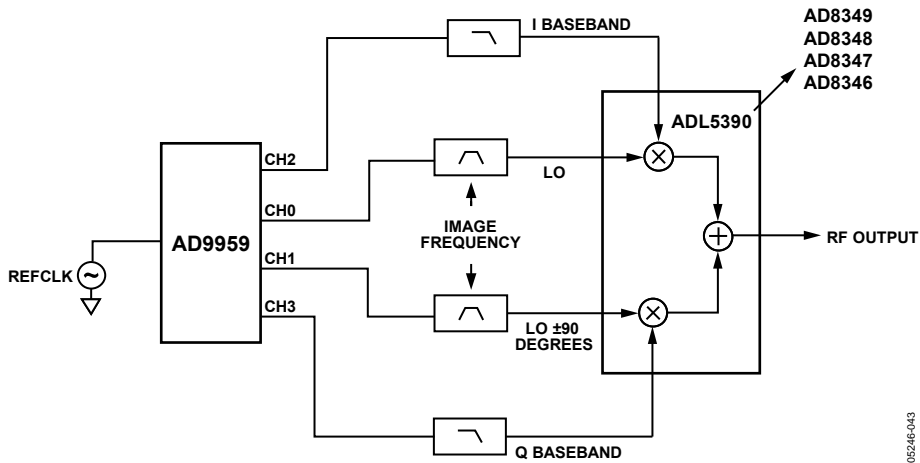 AD8349
AD8348
AD8347
AD8346
I BASEBAND
ADL5390
CH2
LO
CH0
AD9959
IMAGE
FREQUENCY
RF OUTPUT
CH1
REFCLK
~
CH3
LO ±90
DEGREES
Q BASEBAND
05246-043